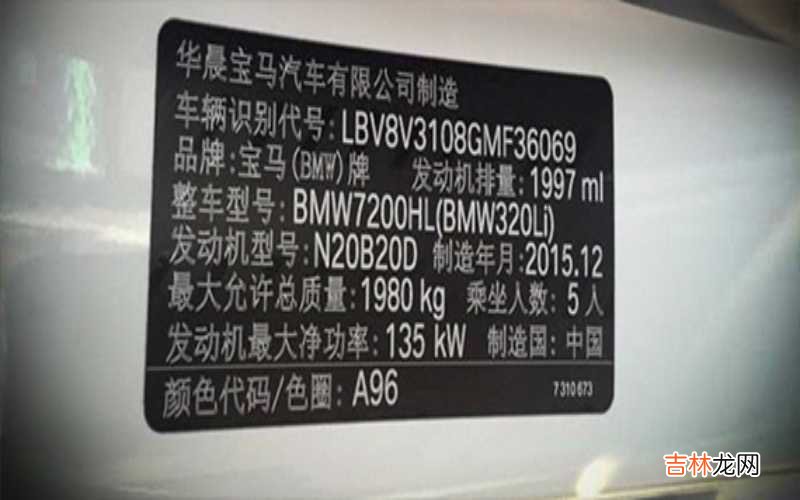 华晨宝马汽车有限公司制造
车辆识别代号: LBV8V3108GMF36069
品牌:宝马(BMW)牌 发动机排量: 1997 ml
整车型号: BMW7200HL(BMW320Li)
发动机型号: N20B20D 制造年月:2015.12
最大允许总质量: 1980 kg 乘坐人数: 5 人
发动机最大净功率: 135 kW 制造国: 中国
颜色代码/色圈: A96 7310673
吉林龙网